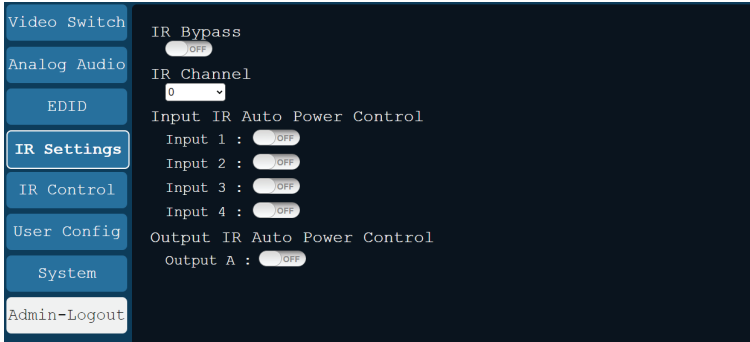 Video Switch
Analog Audio
EDID
IR Settings
IR Control
User Config
System
Admin-Logout
IR Bypass
OFF
IR Channel
0
Input IR Auto Power Control
Input 1 : OFF
Input 2 : OFF
Input 3 : OFF
Input 4 : OFF
Output IR Auto Power Control
Output A : OFF